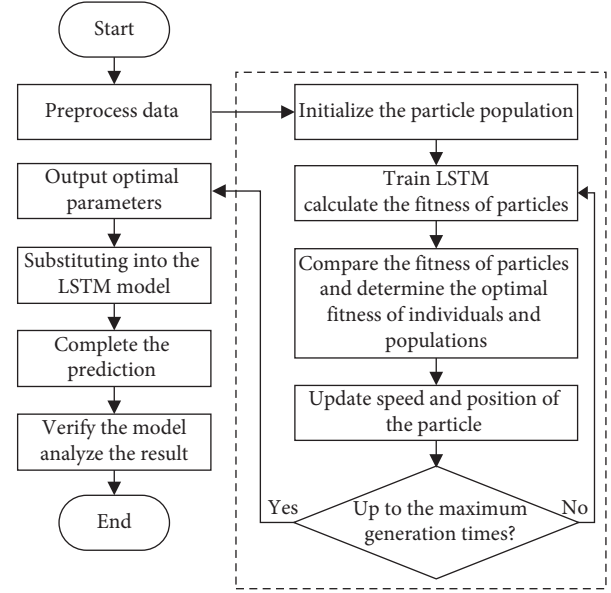 Start
Preprocess data
Initialize the particle population
Output optimal
parameters
Train LSTM
calculate the fitness of particles
Substituting into the
LSTM model
Compare the fitness of particles
and determine the optimal
fitness of individuals and
populations
Complete the
prediction
Update speed and position of
the particle
Verify the model
analyze the result
Yes
Up to the maximum
generation times?
No
End